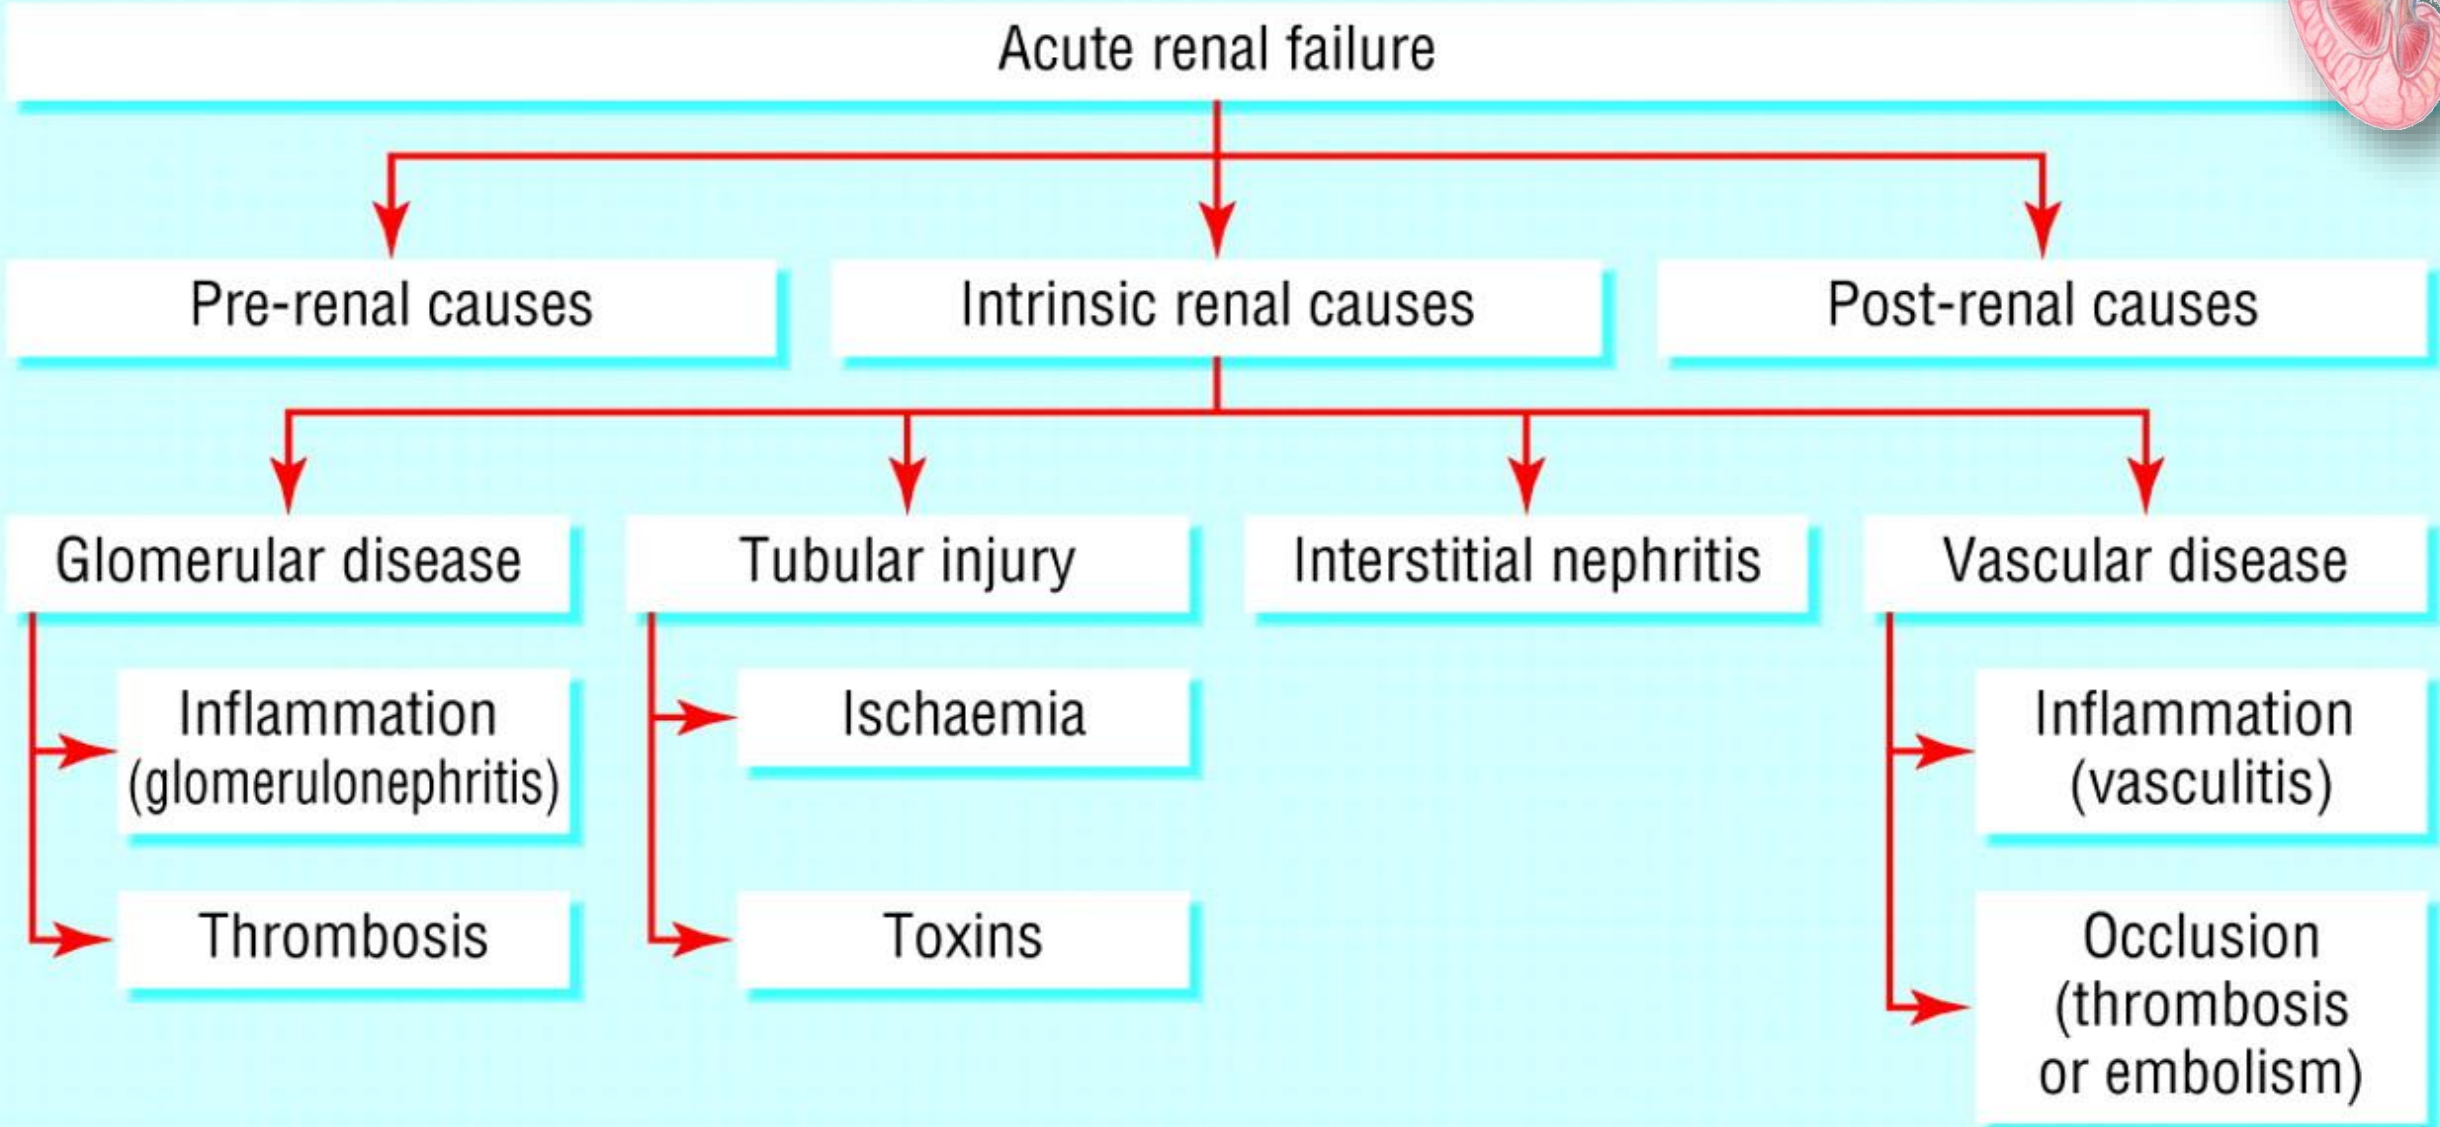 Acute renal failure
Pre-renal causes
Intrinsic renal causes
Post-renal causes
Glomerular disease
Tubular injury
Interstitial nephritis
Vascular disease
Inflammation
(glomerulonephritis)
Thrombosis
Ischaemia
Toxins
Inflammation
(vasculitis)
Occlusion
(thrombosis
or embolism)